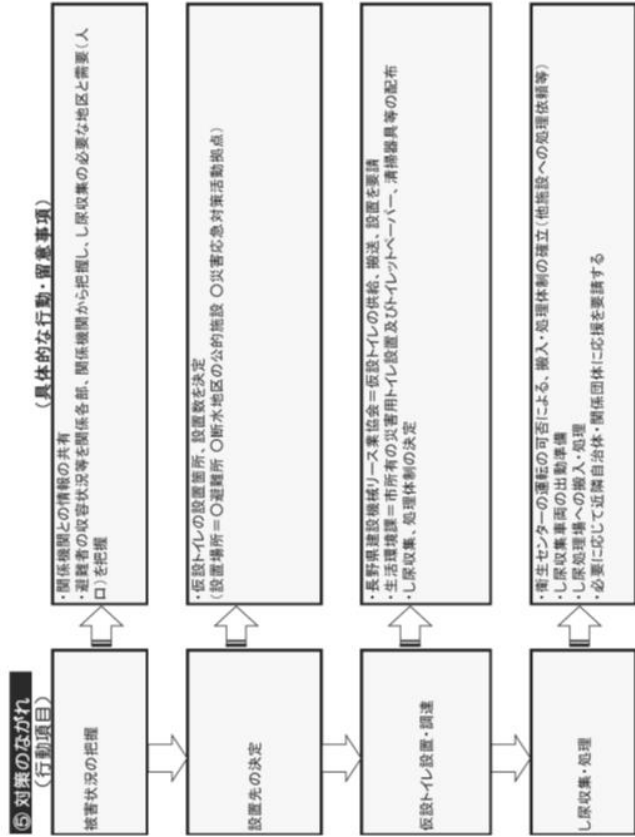 ⑤ 対策のながれ
（行動項目）
（具体的な行動・留意事項）
被害状況の把握
・関係機関との情報の共有
・避難者の収容状況等を関係各部、関係機関から把握し、し尿収集の必要な地区と需要（人
口）を把握
設置先の決定
・仮設トイレの設置箇所、設置数を決定
（設置場所＝〇避難所 〇断水地区の公的施設 〇災害応急対策活動拠点）
仮設トイレ設置・調達
・長野県建設機械リース業協会＝仮設トイレの供給、搬送、設置を要請
・生活環境課＝市所有の災害用トイレ設置及びトイレットペーパー、清掃器具等の配布
・し尿収集、処理体制の決定
し尿収集・処理
・衛生センターの運転の可否による、搬入・処理体制の確立（他施設への処理依頼等）
・し尿収集車両の出動準備
・し尿処理場への搬入・処理
・必要に応じて近隣自治体・関係団体に応援を要請する